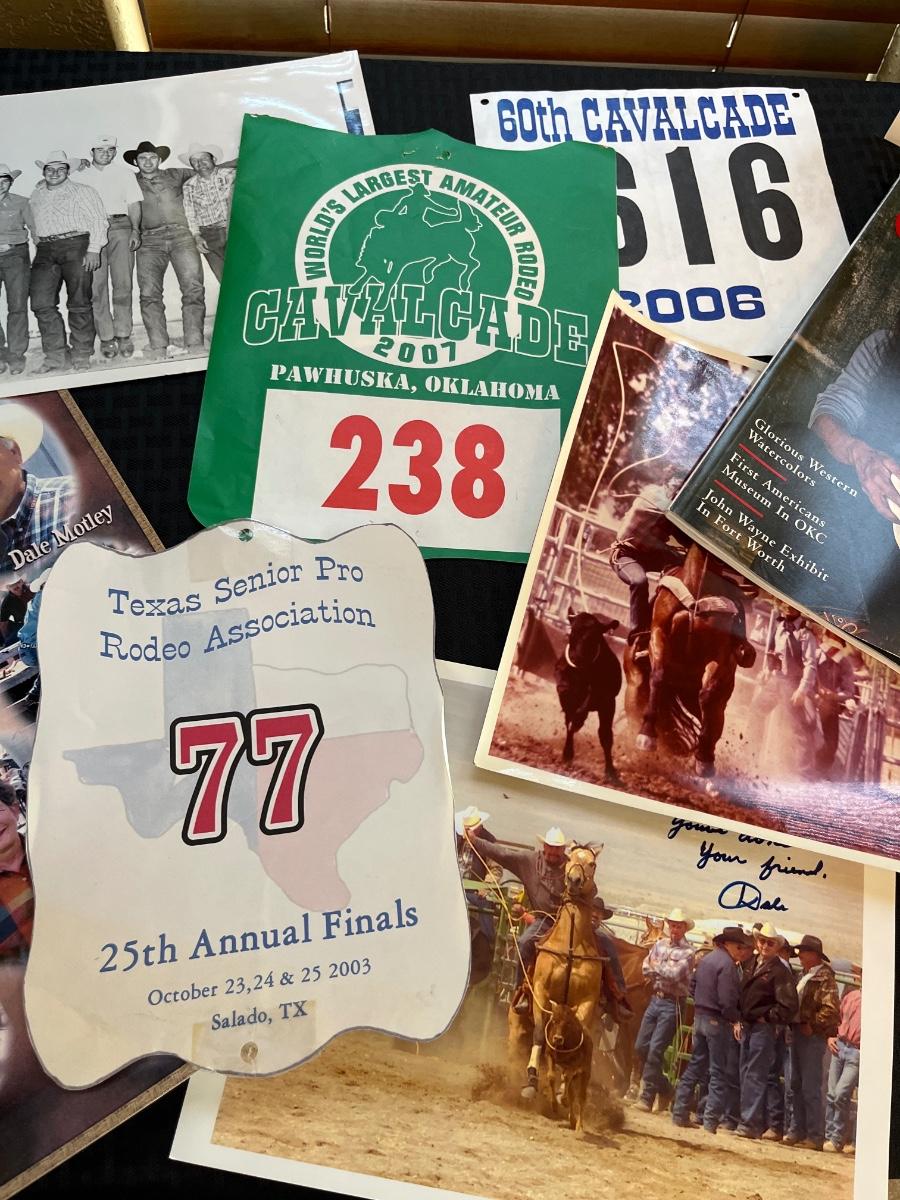 60th CAVALCADE
616
2006
WORLD'S LARGEST AMATEUR RODEO
CAVALCADE
2007
PAWHUSKA, OKLAHOMA
238
Glorious Western
Watercolors
First Americans
Museum In OKC
John Wayne Exhibit
In Fort Worth
Dale Motley
Texas Senior Pro
Rodeo Association
77
25th Annual Finals
October 23,24 & 25 2003
Salado, TX
Your friend,
Dale